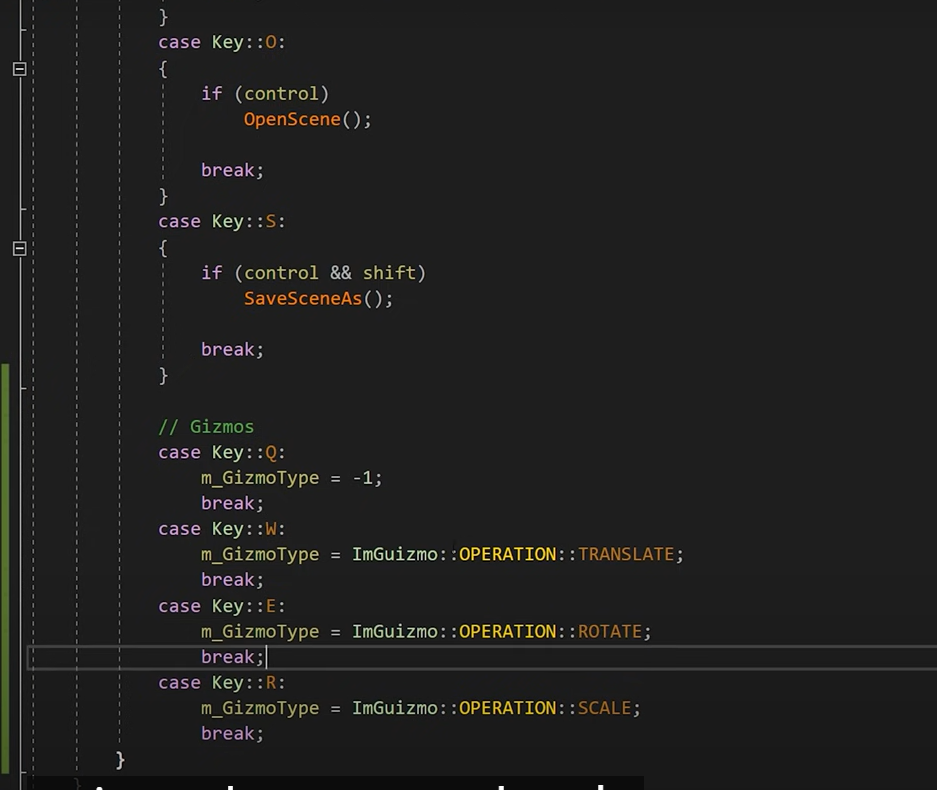 }
case Key::O:
{
if (control)
OpenScene();
break;
}
case Key::S:
{
if (control && shift)
SaveSceneAs();
break;
}
// Gizmos
case Key::Q:
m_GizmoType = -1;
break;
case Key::W:
m_GizmoType = ImGuizmo::OPERATION::TRANSLATE;
break;
case Key::E:
m_GizmoType = ImGuizmo::OPERATION::ROTATE;
break;
case Key::R:
m_GizmoType = ImGuizmo::OPERATION::SCALE;
break;
}